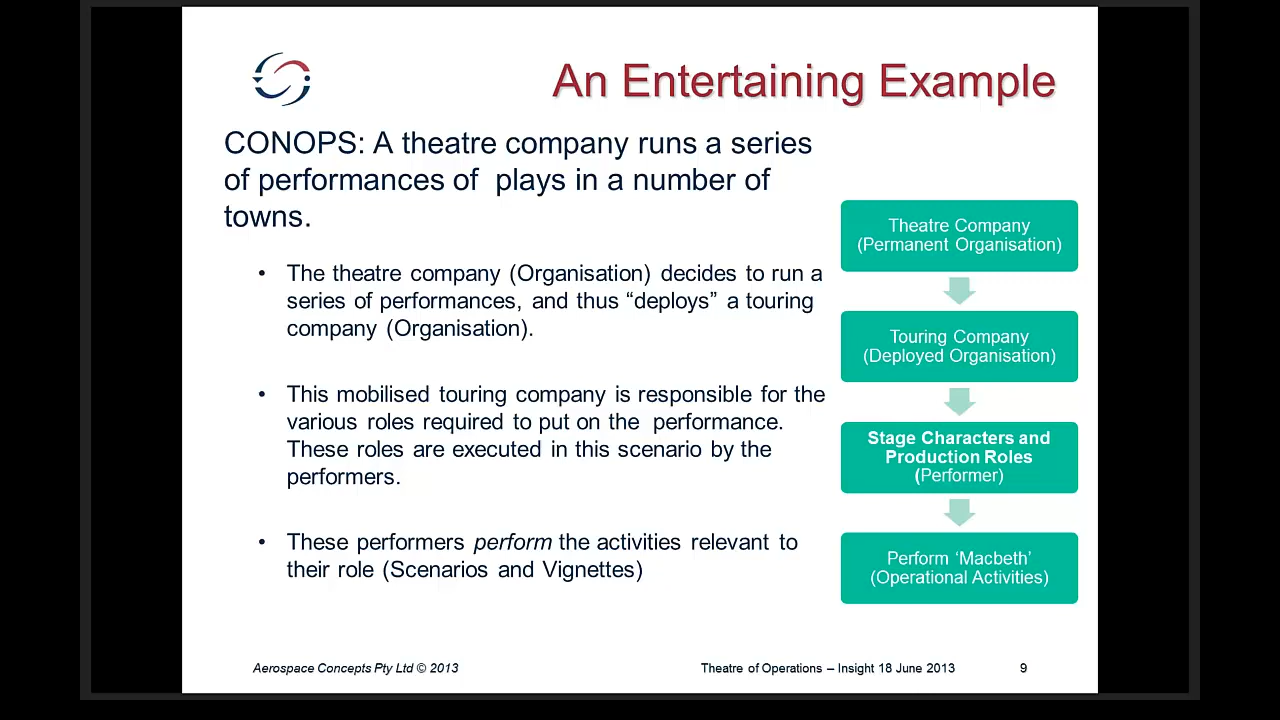 An Entertaining Example
CONOPS: A theatre company runs a series
of performances of  plays in a number of
towns.
• The theatre company (Organisation) decides to run a
series of performances, and thus “deploys” a touring
company (Organisation).
• This mobilised touring company is responsible for the
various roles required to put on the  performance.
These roles are executed in this scenario by the
performers.
• These performers perform the activities relevant to
their role (Scenarios and Vignettes)
Theatre Company
(Permanent Organisation)
Touring Company
(Deployed Organisation)
Stage Characters and
Production Roles
(Performer)
Perform ‘Macbeth’
(Operational Activities)
Aerospace Concepts Pty Ltd © 2013
Theatre of Operations – Insight 18 June 2013
9